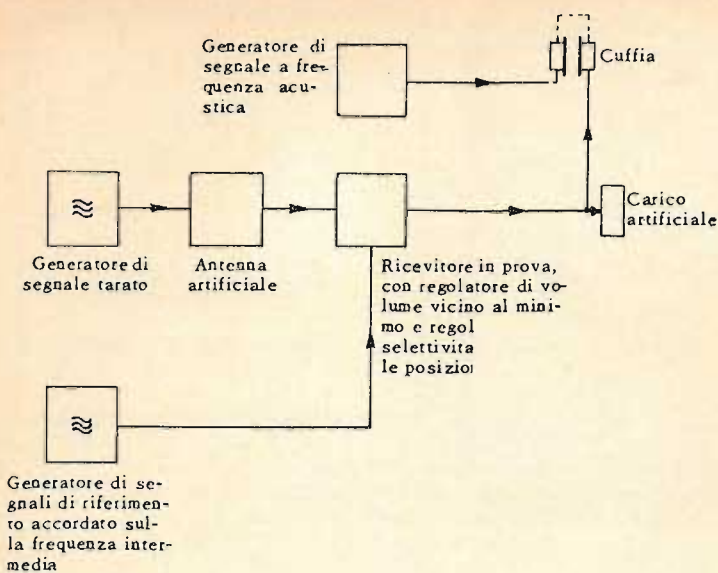 Generatore di
segnale a fre-
quenza acu-
stica
Cuffia
Generatore di
segnale tarato
Antenna
artificiale
Ricevitore in prova,
con regolatore di vo-
lume vicino al mini-
mo e regol
selettivita
le posizioi
Carico
artificiale
Generatore di se-
gnali di riferimen-
to accordato sul-
la frequenza inter-
media